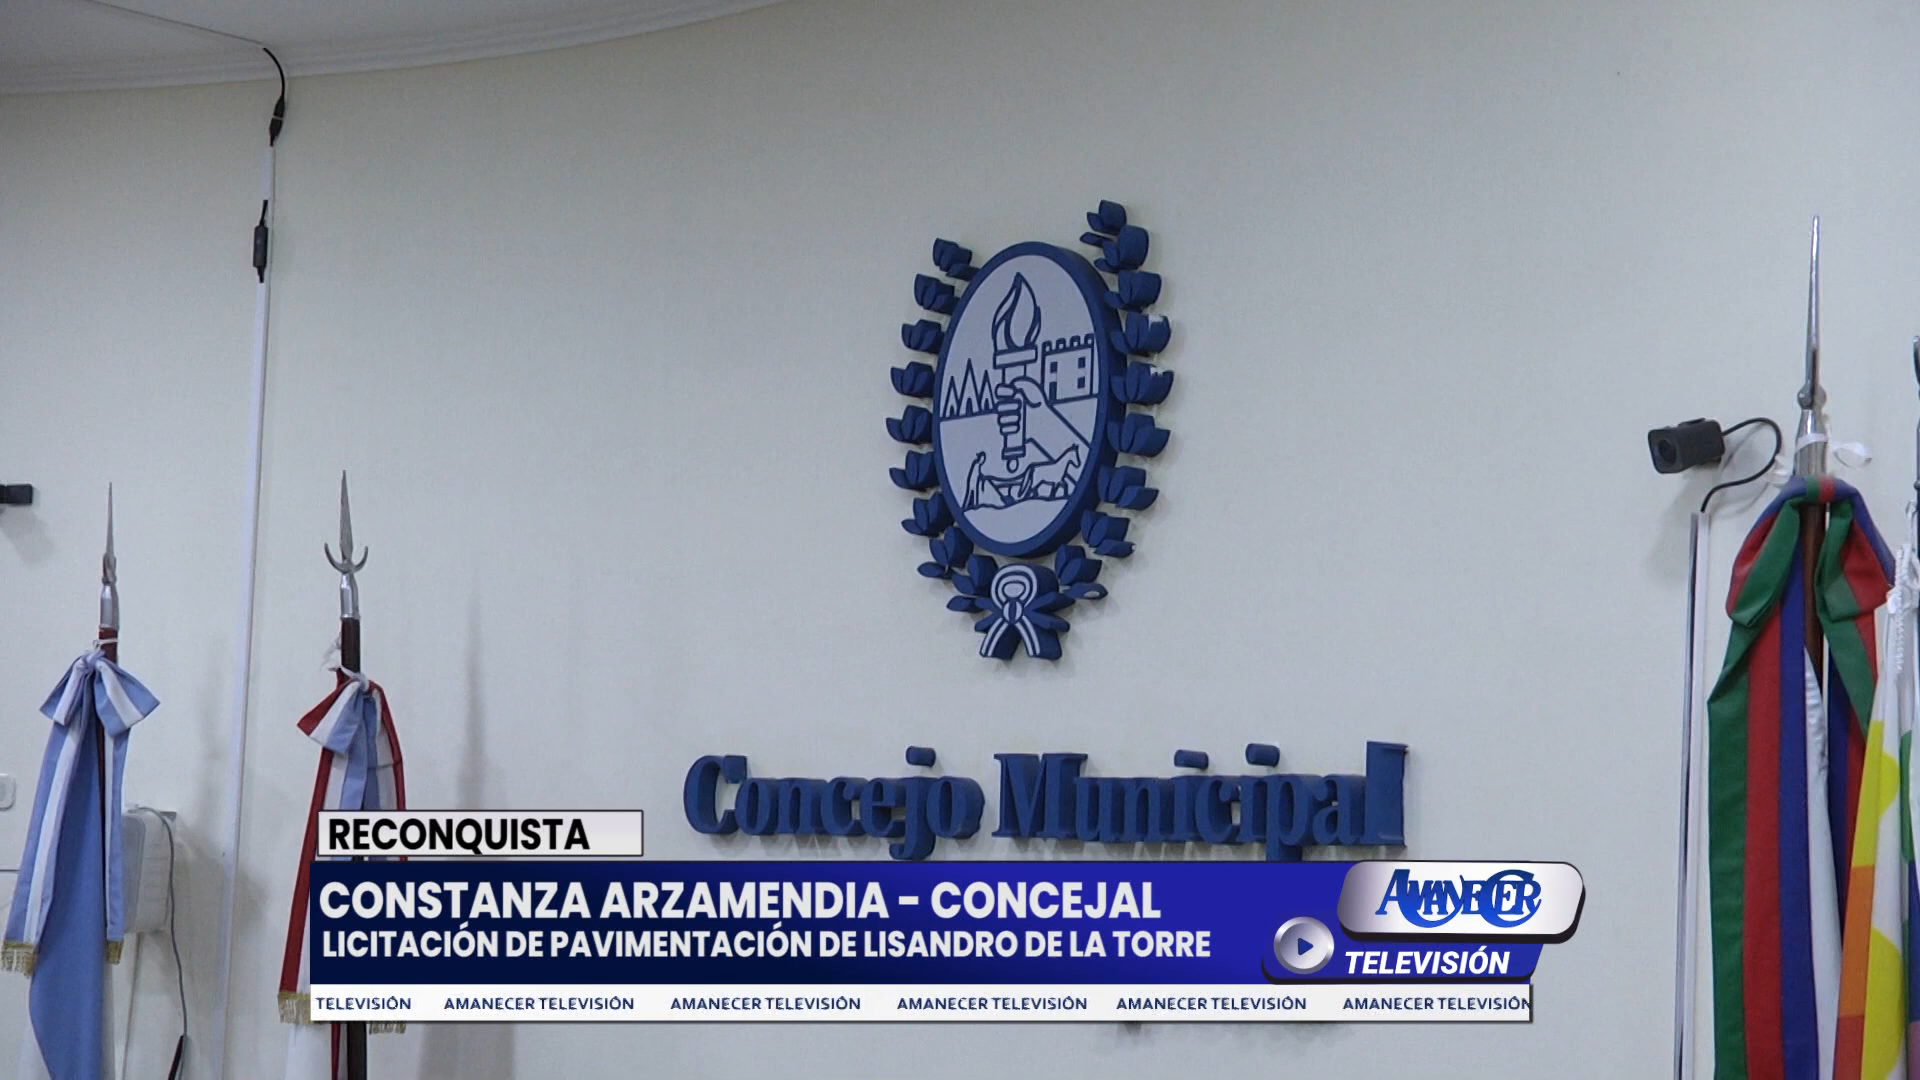 Concejo Municipal
RECONQUISTA
CONSTANZA ARZAMENDIA - CONCEJAL
LICITACIÓN DE PAVIMENTACIÓN DE LISANDRO DE LA TORRE
AMANECER
TELEVISIÓN
TELEVISIÓN AMANECER TELEVISIÓN AMANECER TELEVISIÓN AMANECER TELEVISIÓN AMANECER TELEVISIÓN AMANECER TELEVISIÓN